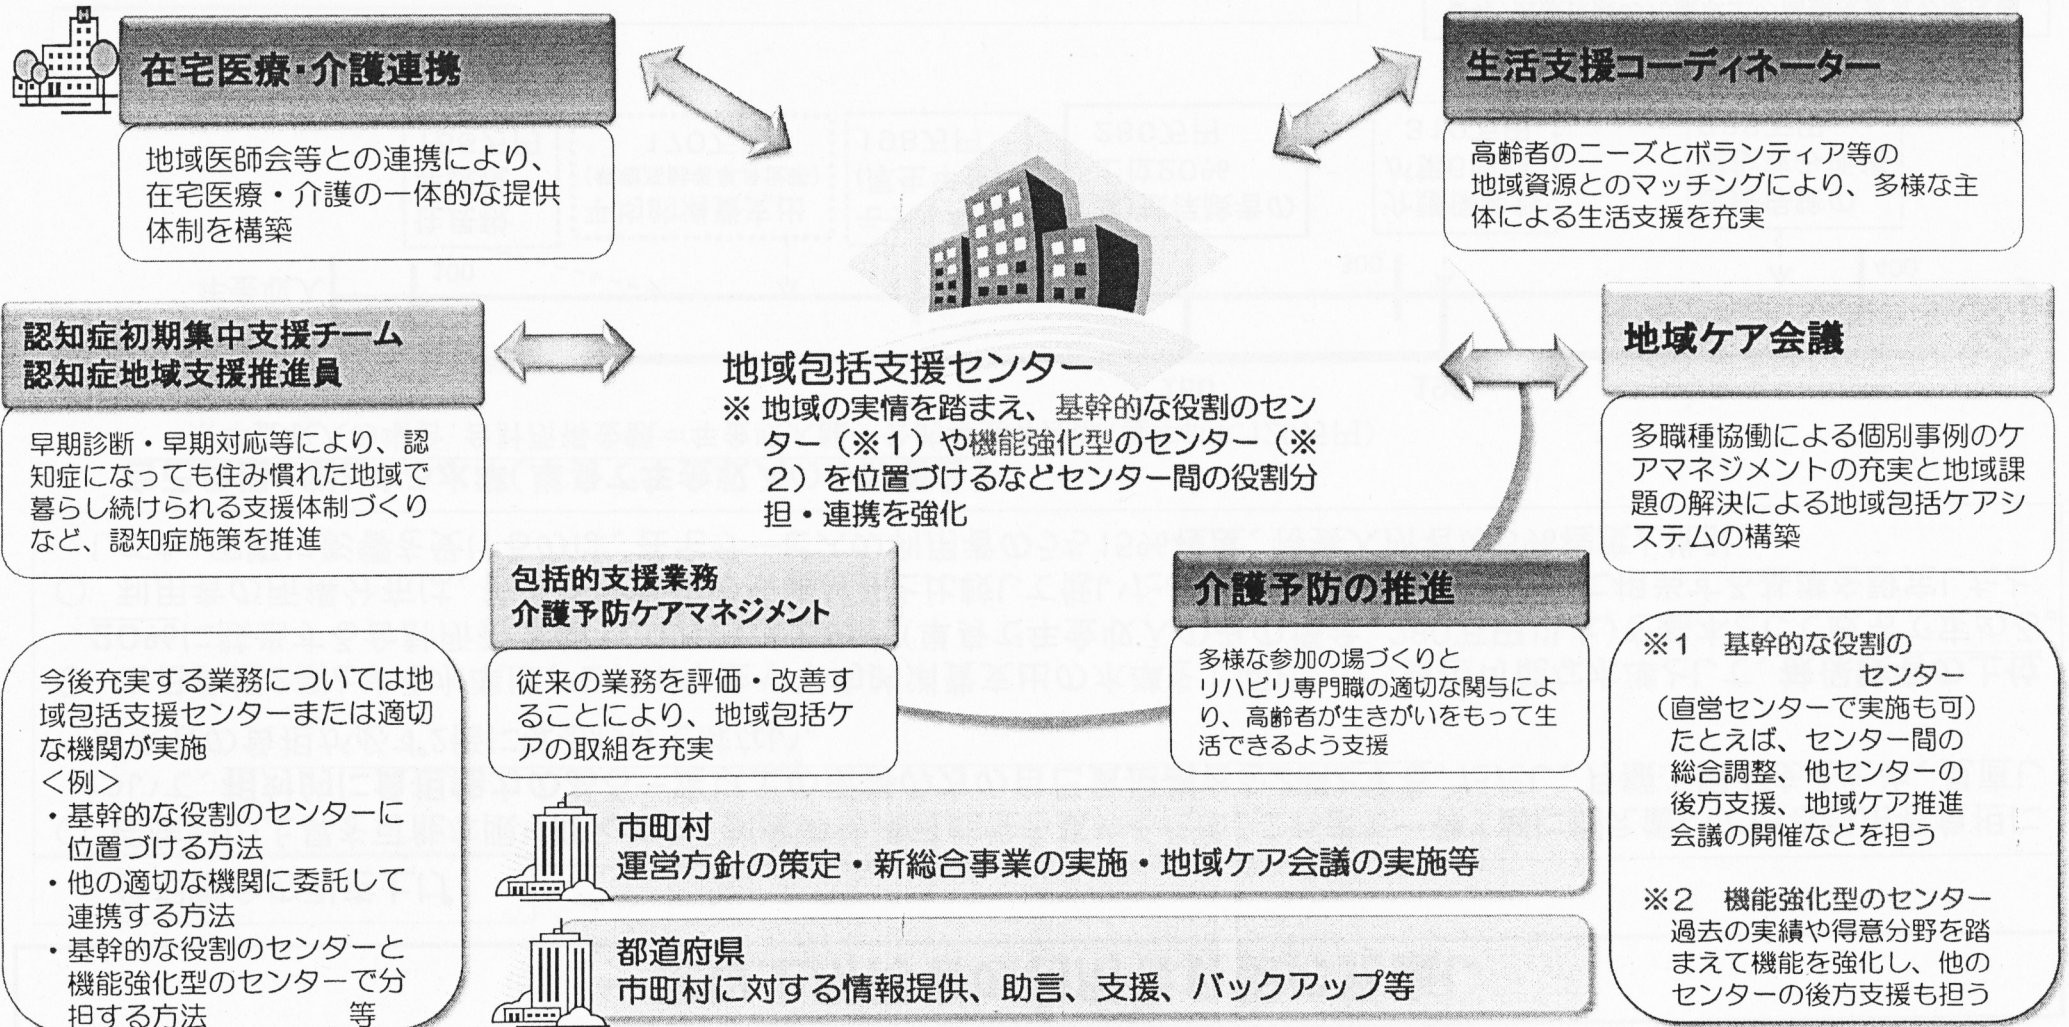 在宅医療・介護連携
地域医師会等との連携により、
在宅医療・介護の一体的な提供
体制を構築
生活支援コーディネーター
高齢者のニーズとボランティア等の
地域資源とのマッチングにより、多様な主
体による生活支援を充実
認知症初期集中支援チーム
認知症地域支援推進員
早期診断・早期対応等により、認
知症になっても住み慣れた地域で
暮らし続けられる支援体制づくり
など、認知症施策を推進
地域包括支援センター
※ 地域の実情を踏まえ、基幹的な役割のセン
ター（※１）や機能強化型のセンター（※
２）を位置づけるなどセンター間の役割分
担・連携を強化
地域ケア会議
多職種協働による個別事例のケ
アマネジメントの充実と地域課
題の解決による地域包括ケアシ
ステムの構築
包括的支援業務
介護予防ケアマネジメント
従来の業務を評価・改善す
ることにより、地域包括ケ
アの取組を充実
介護予防の推進
多様な参加の場づくりと
リハビリ専門職の適切な関与によ
り、高齢者が生きがいをもって生
活できるよう支援
今後充実する業務については地
域包括支援センターまたは適切
な機関が実施
＜例＞
・基幹的な役割のセンターに
位置づける方法
・他の適切な機関に委託して
連携する方法
・基幹的な役割のセンターと
機能強化型のセンターで分
担する方法　　　　　等
市町村
運営方針の策定・新総合事業の実施・地域ケア会議の実施等
都道府県
市町村に対する情報提供、助言、支援、バックアップ等
※１　基幹的な役割の
センター
（直営センターで実施も可）
たとえば、センター間の
総合調整、他センターの
後方支援、地域ケア推進
会議の開催などを担う
※２　機能強化型のセンター
過去の実績や得意分野を踏
まえて機能を強化し、他の
センターの後方支援も担う